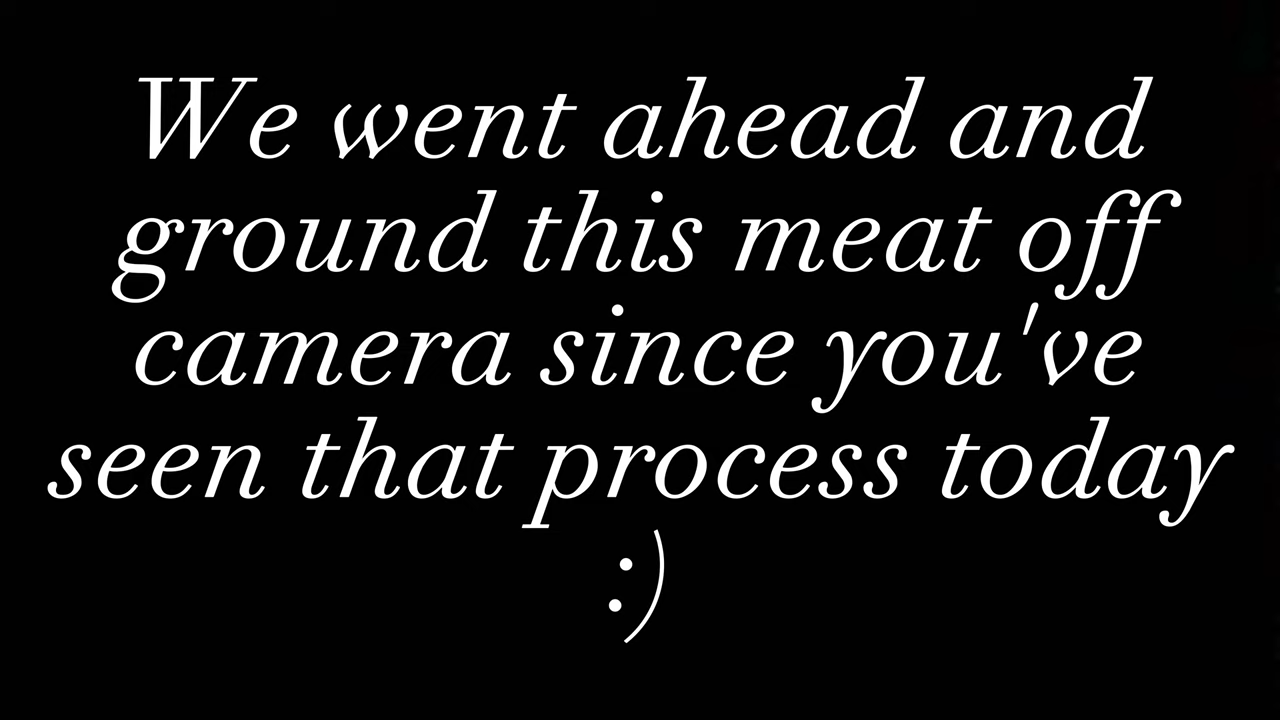 We went ahead and
ground this meat off
camera since you've
seen that process today
:)